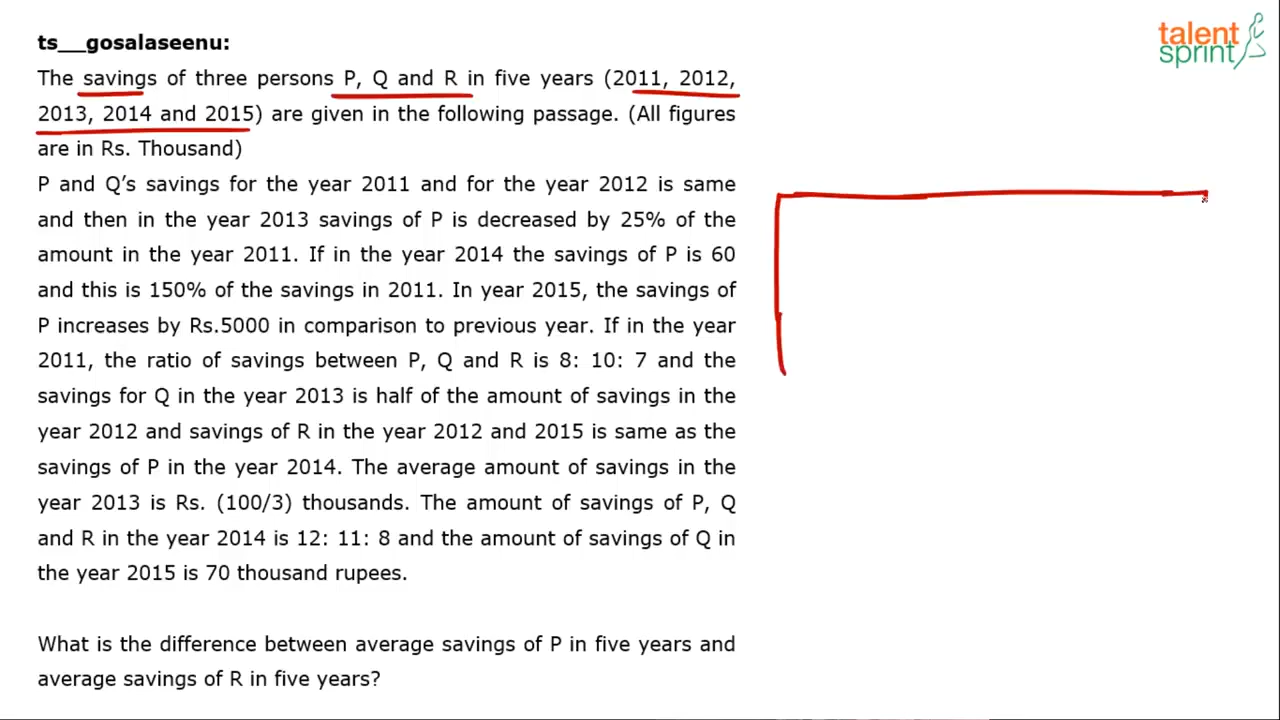 talent
sprint
ts__gosalaseenu:
The savings of three persons P, Q and R in five years (2011, 2012,
2013, 2014 and 2015) are given in the following passage. (All figures
are in Rs. Thousand)
P and Q’s savings for the year 2011 and for the year 2012 is same
and then in the year 2013 savings of P is decreased by 25% of the
amount in the year 2011. If in the year 2014 the savings of P is 60
and this is 150% of the savings in 2011. In year 2015, the savings of
P increases by Rs.5000 in comparison to previous year. If in the year
2011, the ratio of savings between P, Q and R is 8: 10: 7 and the
savings for Q in the year 2013 is half of the amount of savings in the
year 2012 and savings of R in the year 2012 and 2015 is same as the
savings of P in the year 2014. The average amount of savings in the
year 2013 is Rs. (100/3) thousands. The amount of savings of P, Q
and R in the year 2014 is 12: 11: 8 and the amount of savings of Q in
the year 2015 is 70 thousand rupees.
What is the difference between average savings of P in five years and
average savings of R in five years?